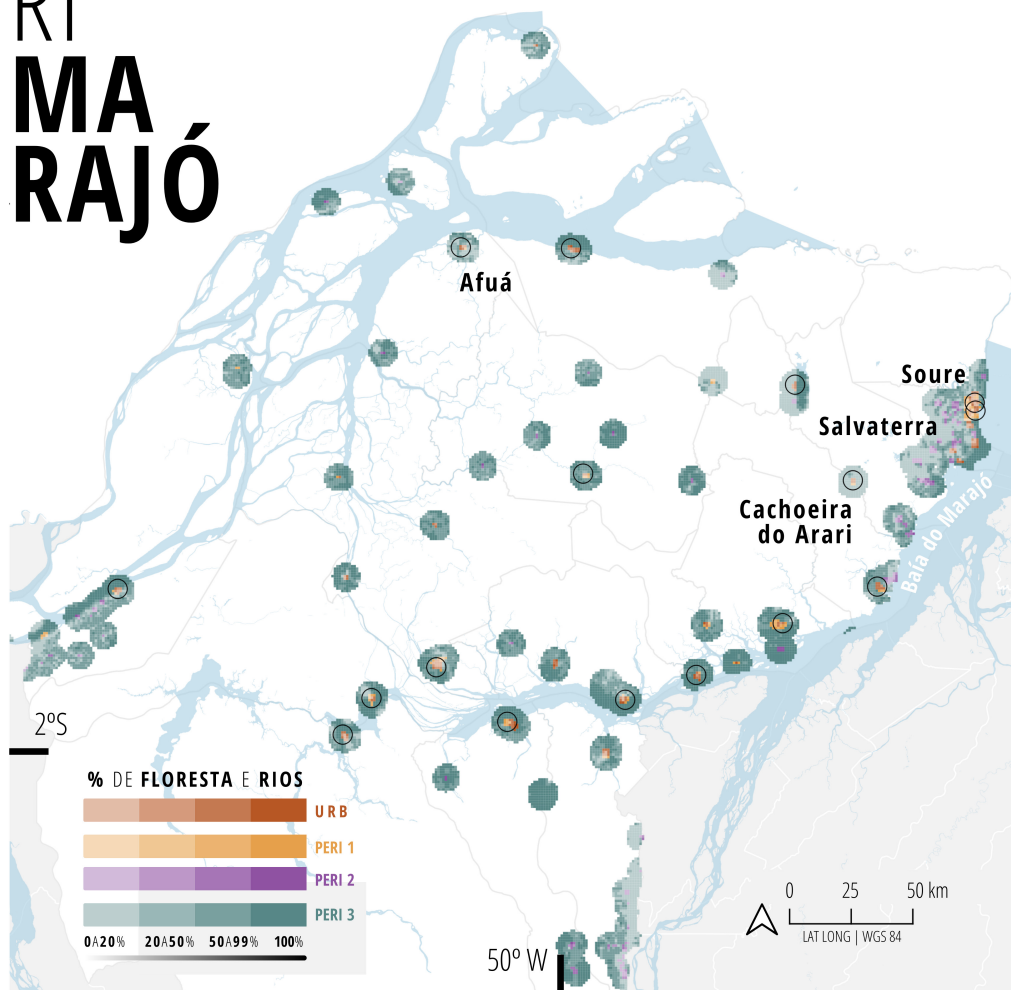 RI
MA
RAJÓ
Afuá
Soure
Salvaterra
Cachoeira
do Arari
Baía do Marajó
2ºS
% DE FLORESTA E RIOS
URB
PERI 1
PERI 2
PERI 3
0A20% 20A50% 50A99% 100%
50º W
0 25 50 km
LAT LONG | WGS 84